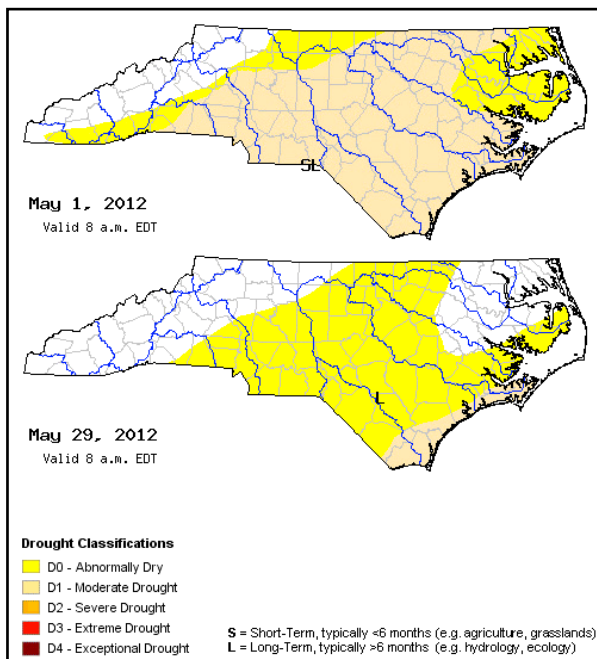 SL
May 1, 2012
Valid 8 a.m. EDT
L
May 29, 2012
Valid 8 a.m. EDT
Drought Classifications
D0 - Abnormally Dry
D1 - Moderate Drought
D2 - Severe Drought
D3 - Extreme Drought
D4 - Exceptional Drought
S = Short-Term, typically <6 months (e.g. agriculture, grasslands)
L = Long-Term, typically >6 months (e.g. hydrology, ecology)